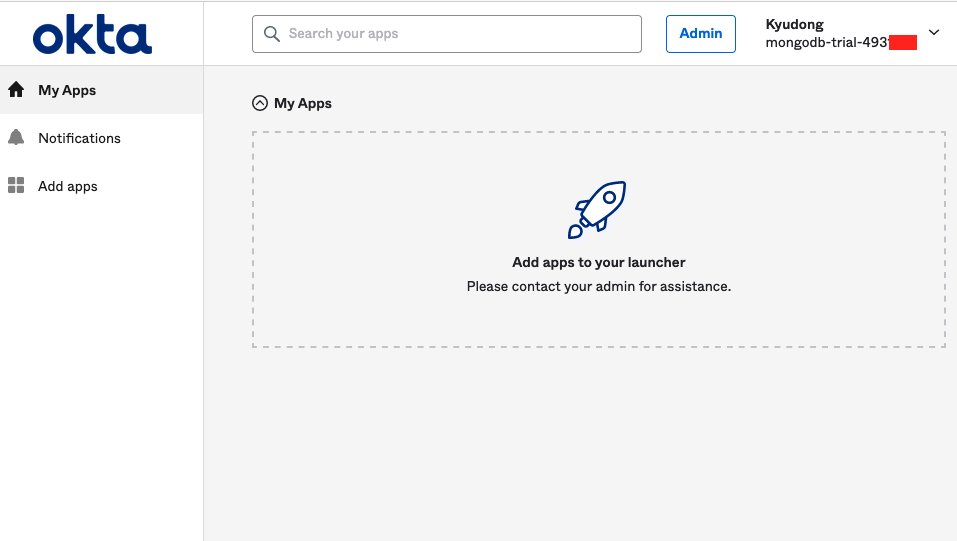 okta
Search your apps
Admin
Kyudong
mongodb-trial-493
My Apps
Notifications
Add apps
My Apps
Add apps to your launcher
Please contact your admin for assistance.